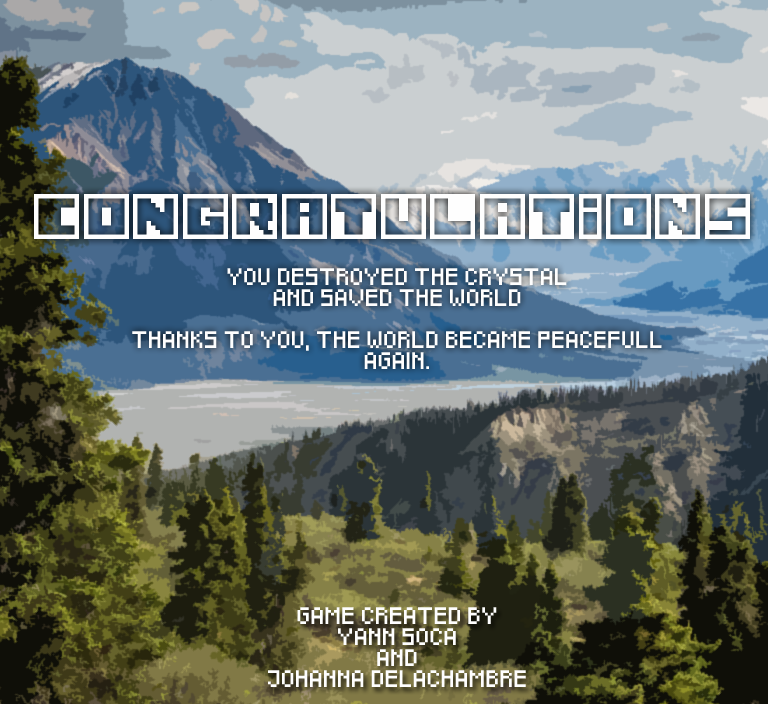 CONGRATULATIONS
YOU DESTROYED THE CRYSTAL
AND SAVED THE WORLD
THANKS TO YOU, THE WORLD BECAME PEACEFULL
AGAIN.
GAME CREATED BY
YANN SOCA
AND
JOHANNA DELACHAMBRE